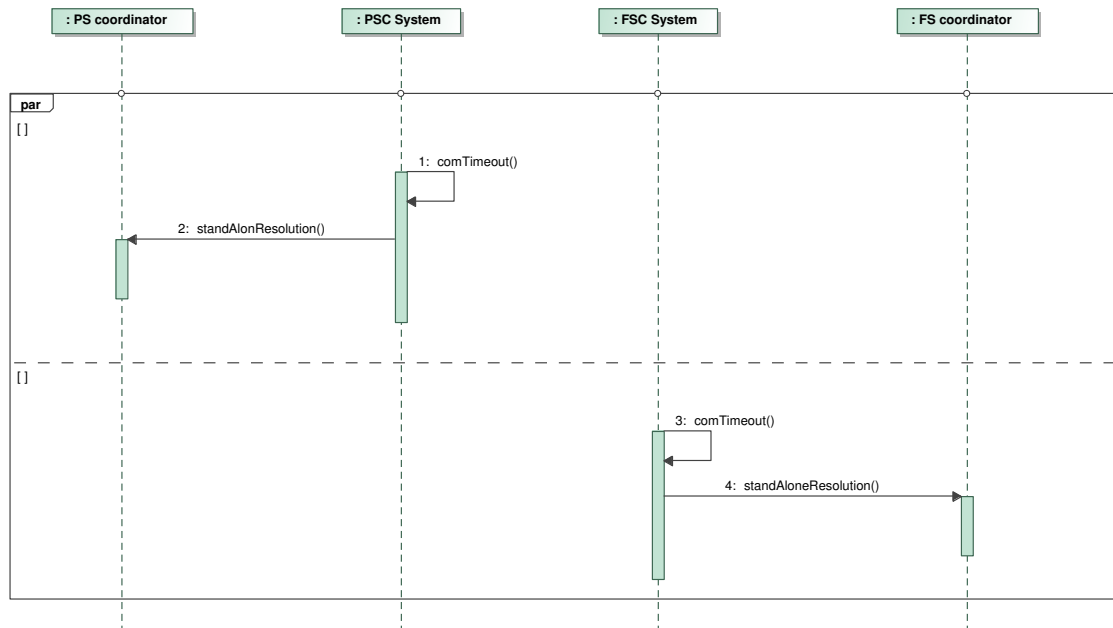 : PS coordinator
: PSC System
: FSC System
: FS coordinator
par
[ ]
1: comTimeout()
2: standAlonResolution()
[ ]
3: comTimeout()
4: standAloneResolution()